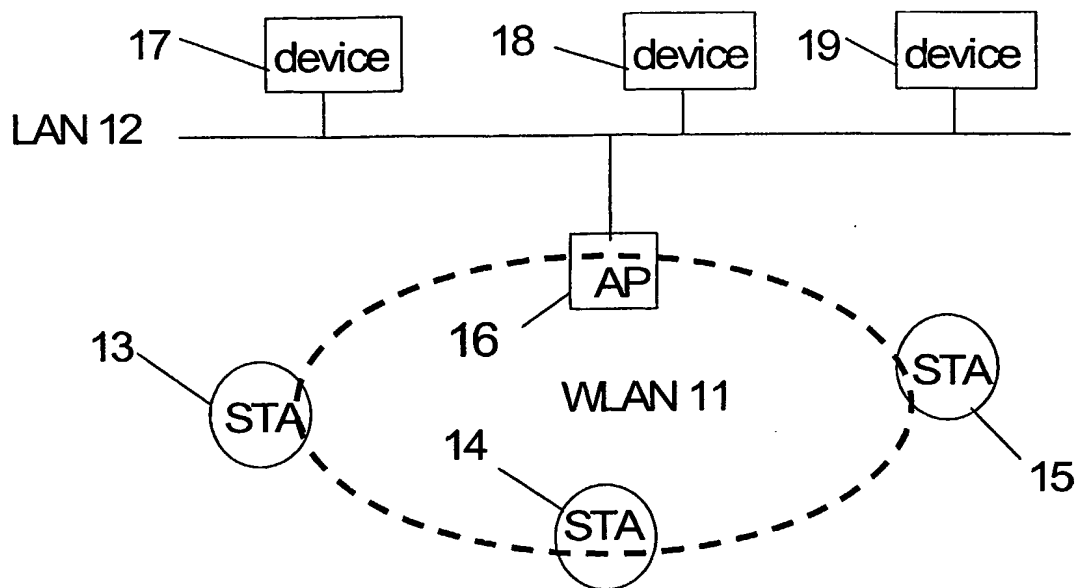 17
device
18
device
19
device
LAN 12
AP
16
13
STA
WLAN 11
STA
14
STA
15